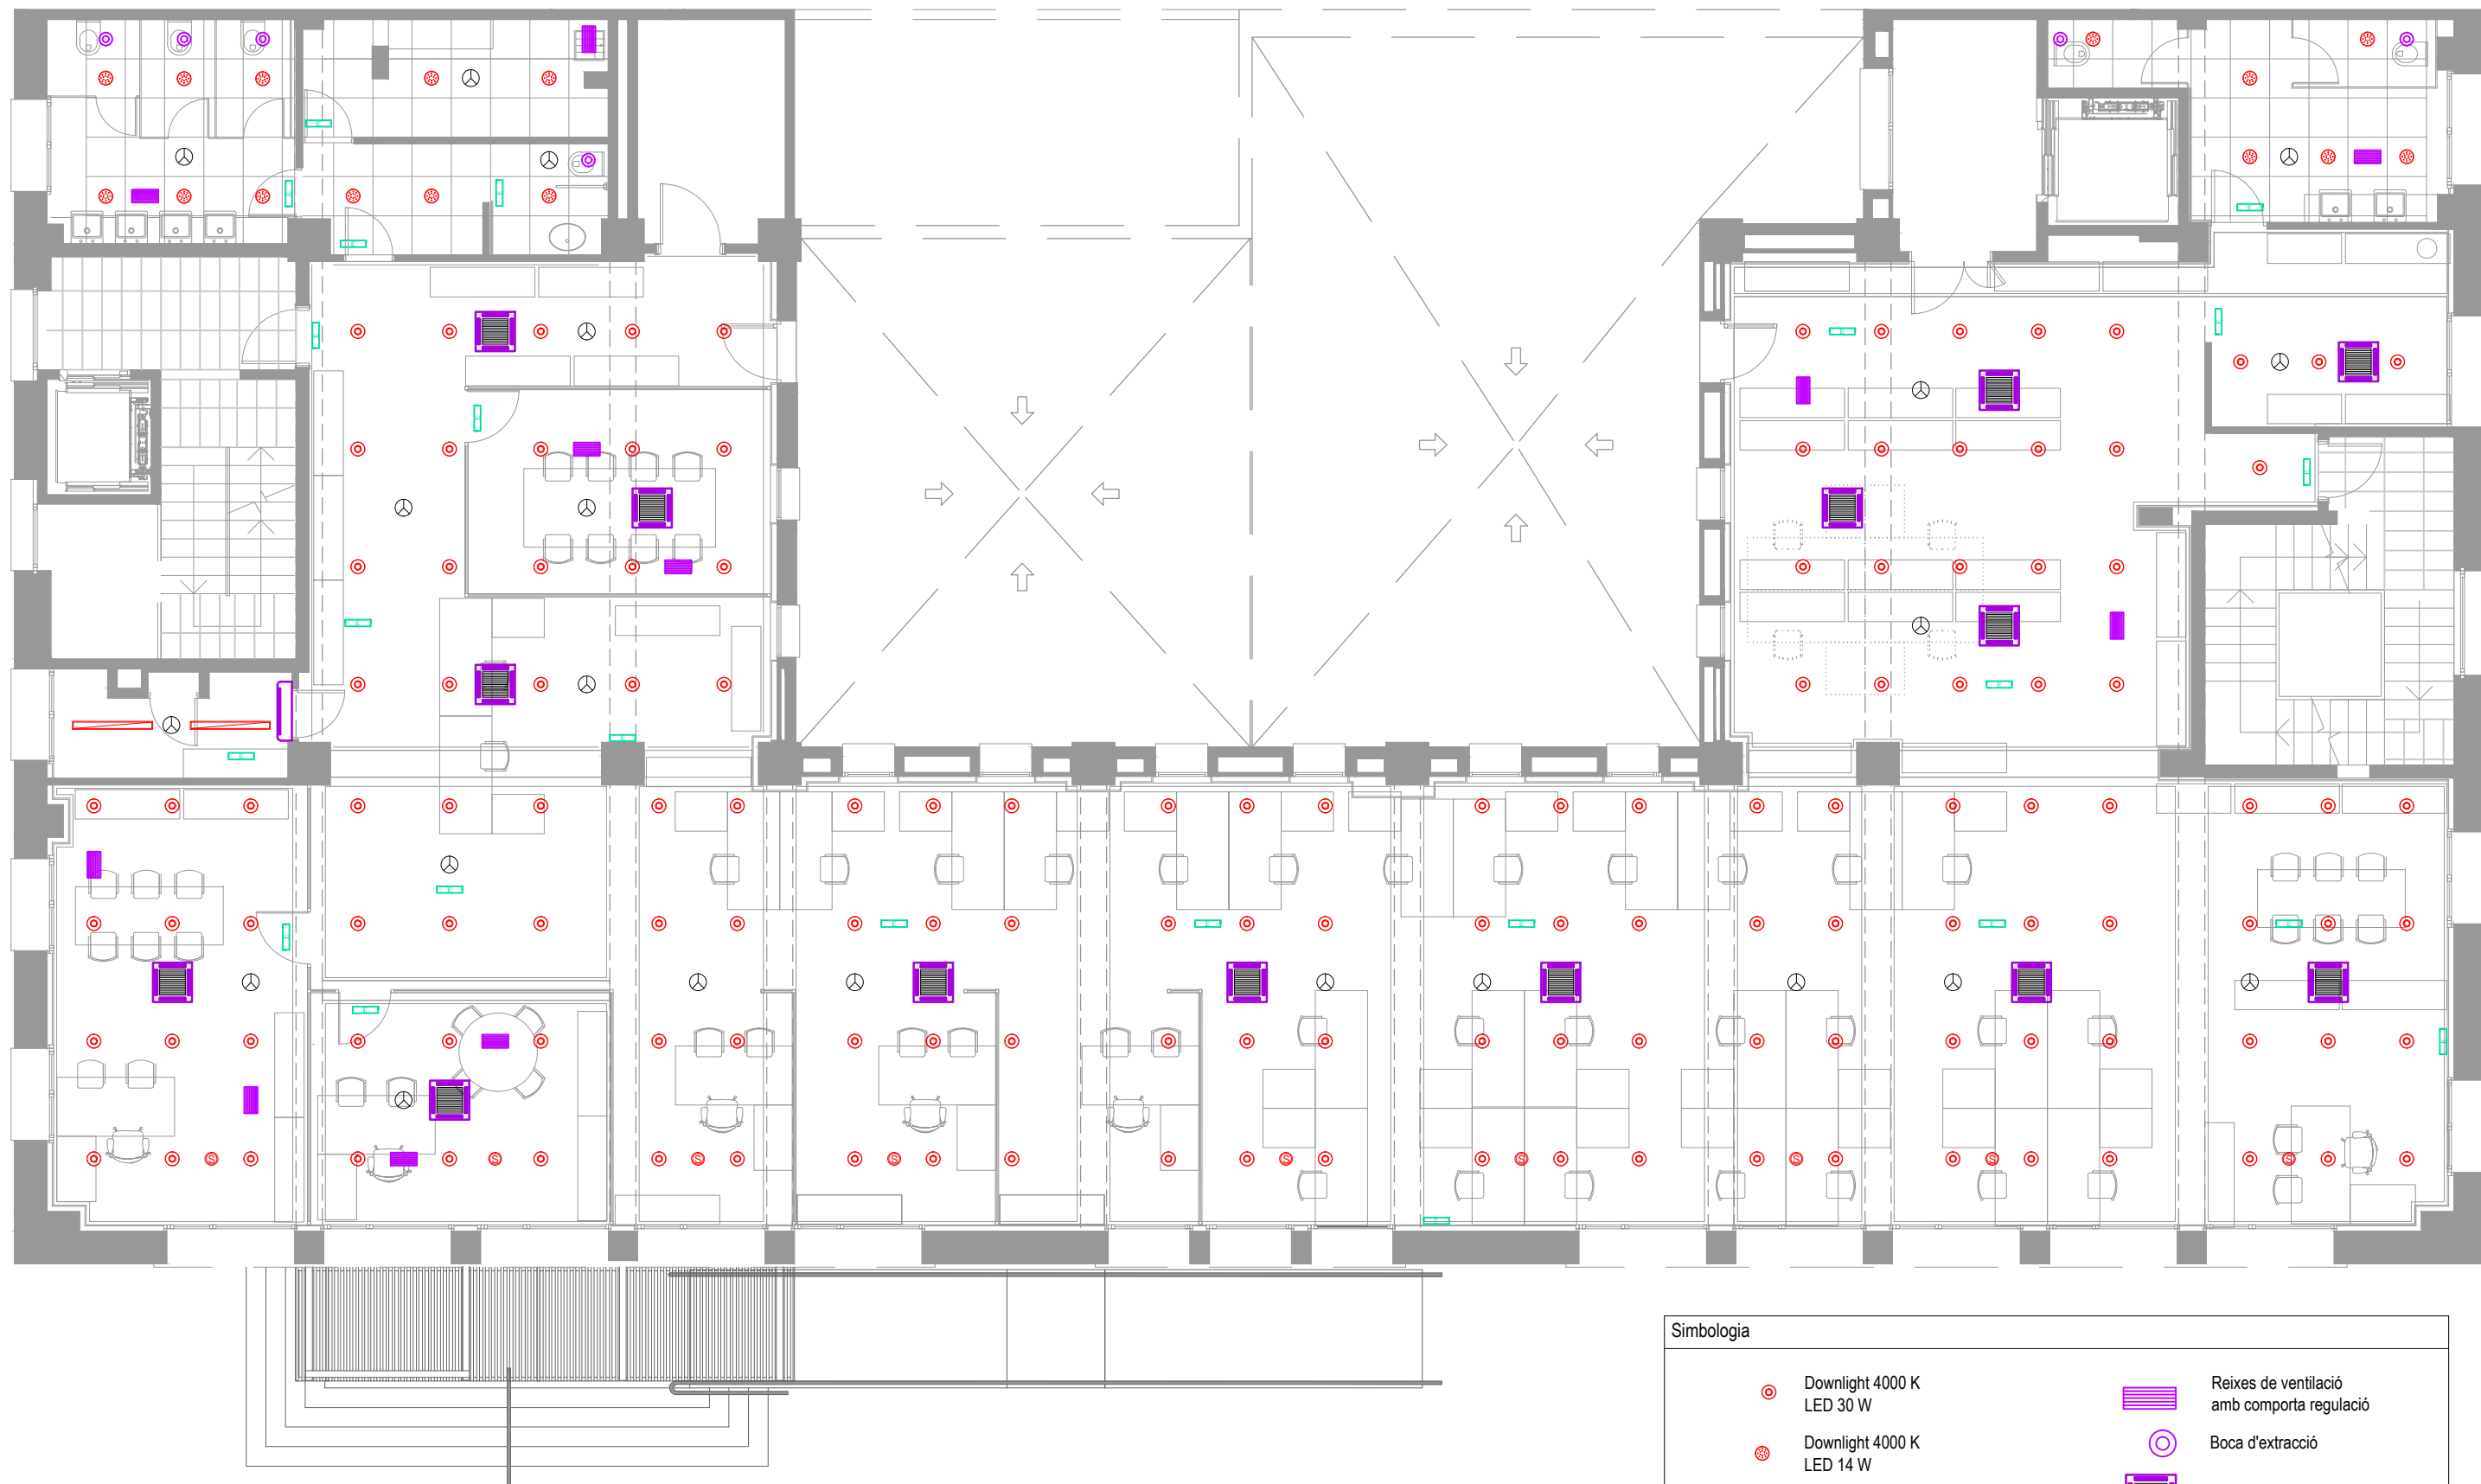 Simbologia
Downlight 4000 K
LED 30 W
Downlight 4000 K
LED 14 W
Reixes de ventilació
amb comporta regulació
Boca d'extracció
S
S
S
S
S
S
S
S
S